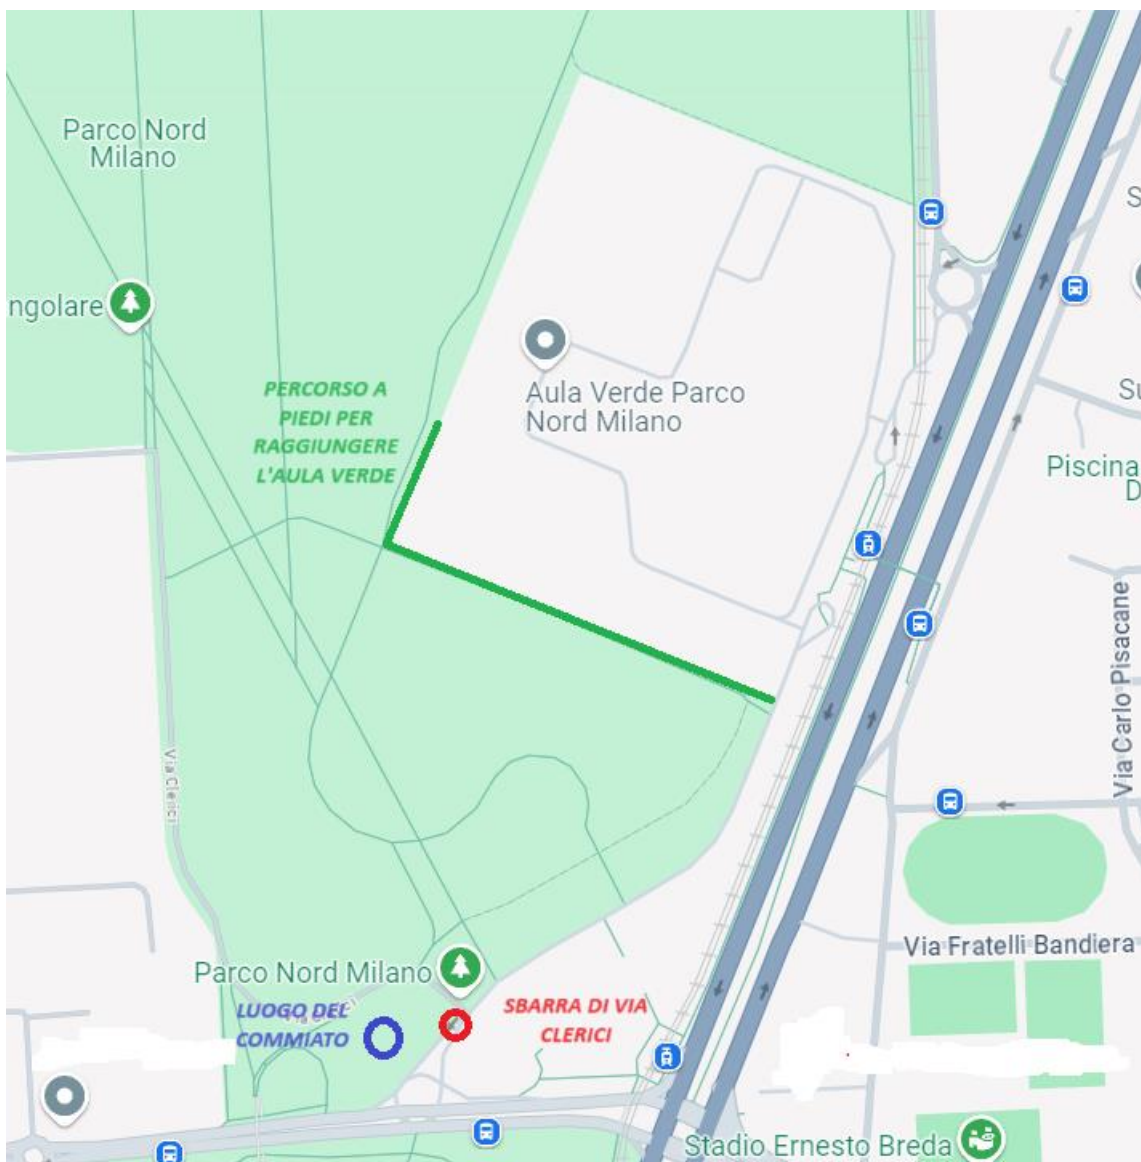 Parco Nord
Milano
S
ngolare
Aula Verde Parco
Nord Milano
Su
PERCORSO A
PIEDI PER
RAGGIUNGERE
L'AULA VERDE
Piscina
D
Via Carlo Pisacane
Via Clerici
Via Fratelli Bandiera
Parco Nord Milano
LUOGO DEL
COMMIATO
SBARRA DI VIA
CLERICI
Stadio Ernesto Breda